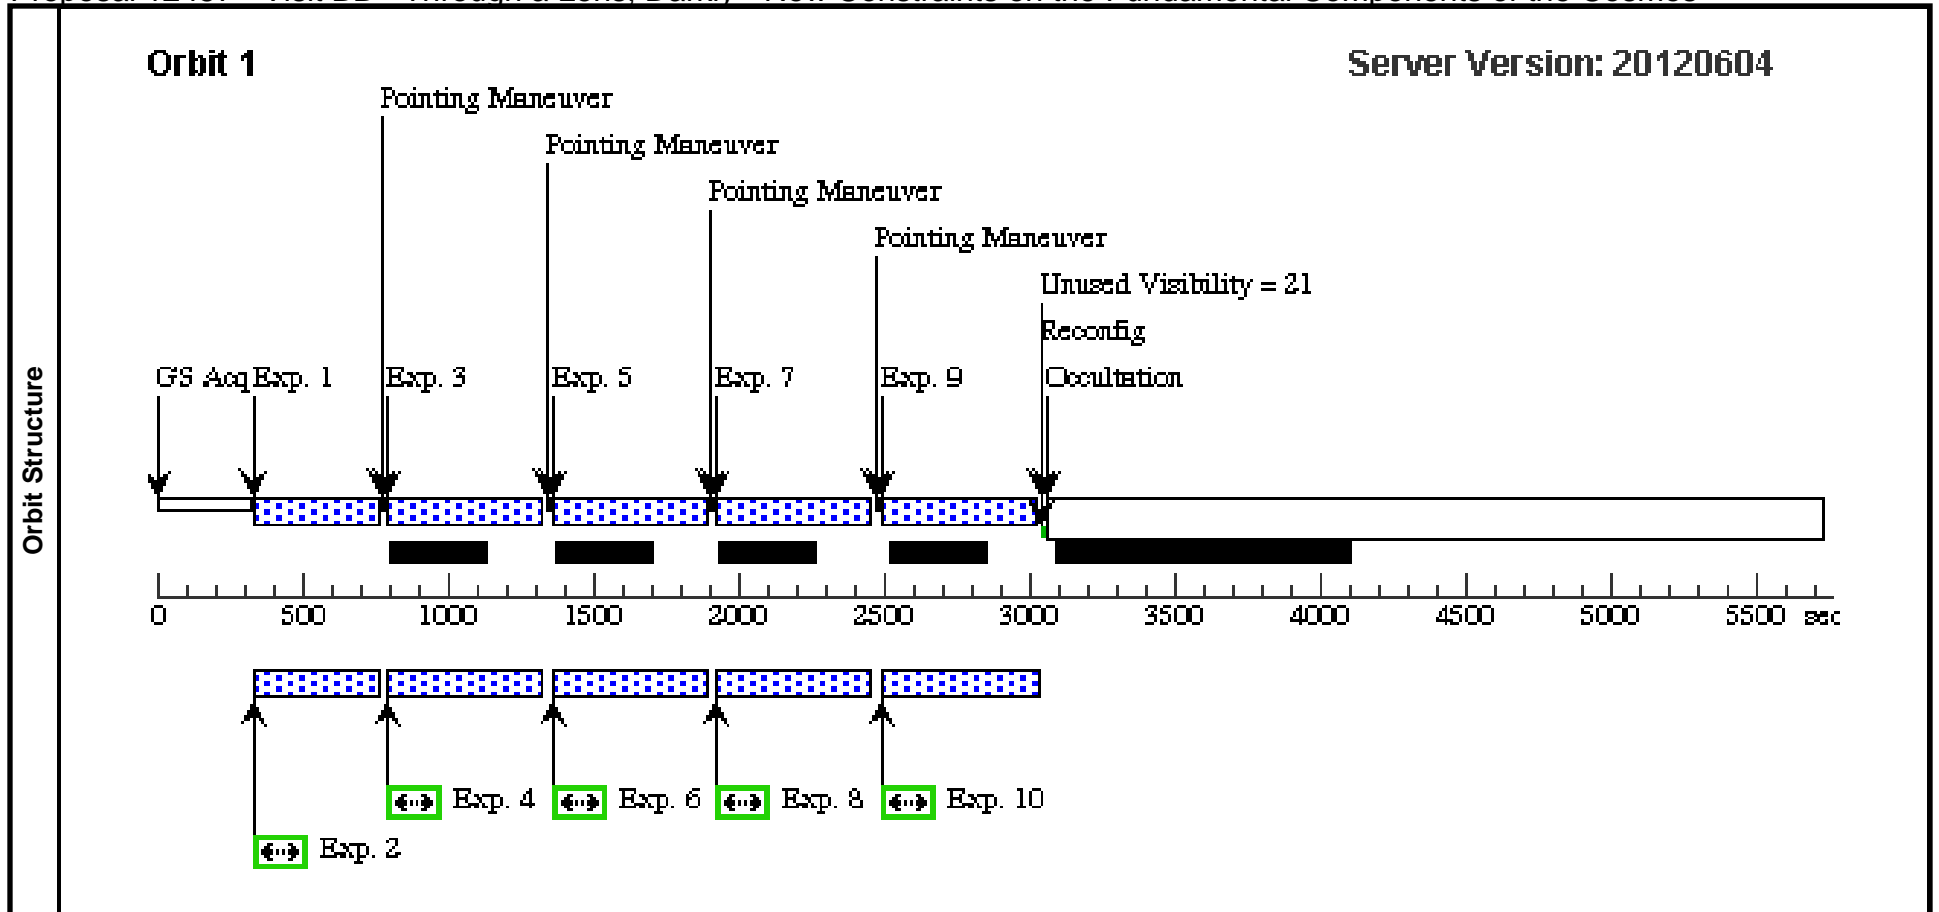 Orbit 1
Server Version: 20120604
Pointing Maneuver
Pointing Maneuver
Pointing Maneuver
Pointing Maneuver
Unused Visibility = 21
Reconfig
GS Acq Exp. 1 Exp. 3 Exp. 5 Exp. 7 Exp. 9 Occultation
Orbit Structure
0 500 1000 1500 2000 2500 3000 3500 4000 4500 5000 5500 sec
Exp. 4 Exp. 6 Exp. 8 Exp. 10
Exp. 2